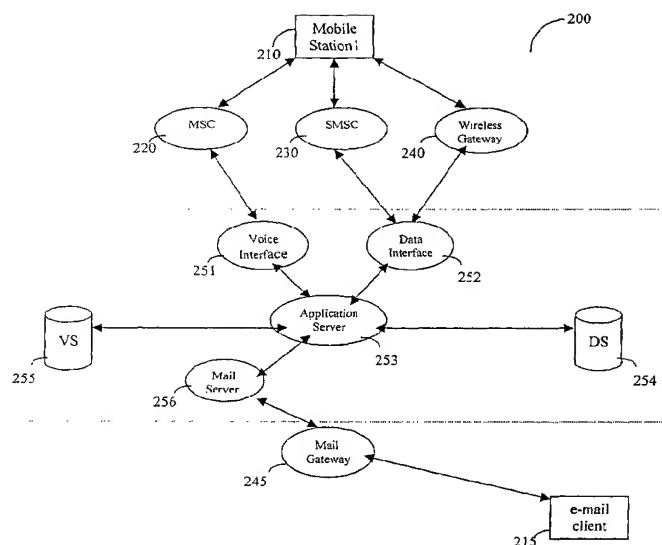 200
Mobile
Station1
210
MSC
220
SMSC
230
Wireless
Gateway
240
Voice
Interface
251
Data
Interface
252
Application
Server
253
VS
255
DS
254
Mail
Server
256
Mail
Gateway
245
e-mail
client
215